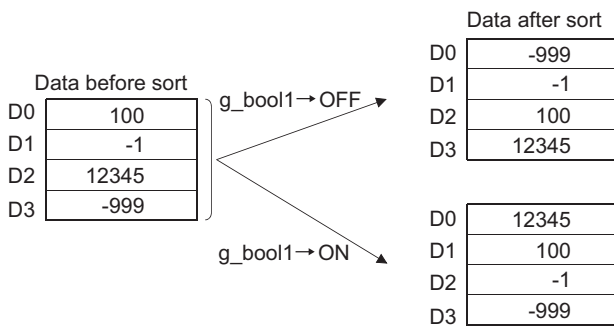 Data before sort
D0 100
D1 -1
D2 12345
D3 -999
g_bool1→OFF
g_bool1→ON
Data after sort
D0 -999
D1 -1
D2 100
D3 12345
D0 12345
D1 100
D2 -1
D3 -999